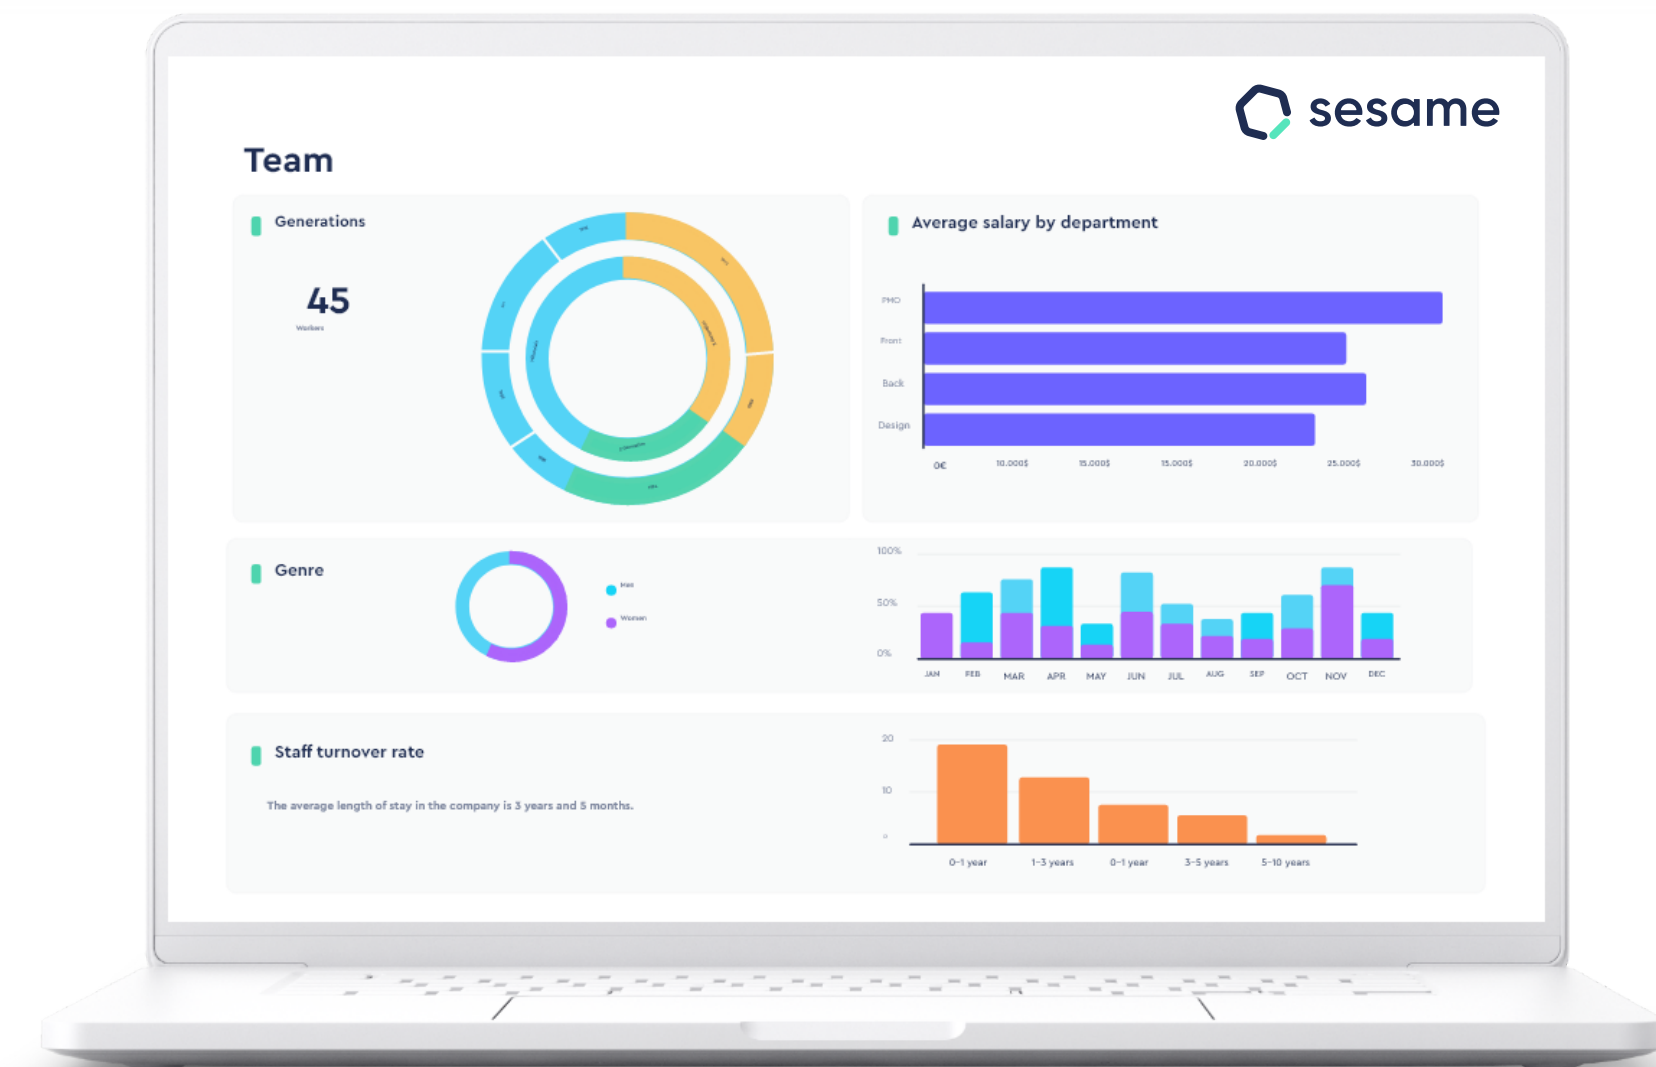 sesame
Team
Generations
45
Workers
Average salary by department
PMO
Front
Back
Design
0€ 10.000$ 15.000$ 15.000$ 20.000$ 25.000$ 30.000$
Genre
Men
Women
100%
50%
0%
JAN FEB MAR APR MAY JUN JUL AUG SEP OCT NOV DEC
Staff turnover rate
The average length of stay in the company is 3 years and 5 months.
20
10
0
0-1 year 1-3 years 0-1 year 3-5 years 5-10 years